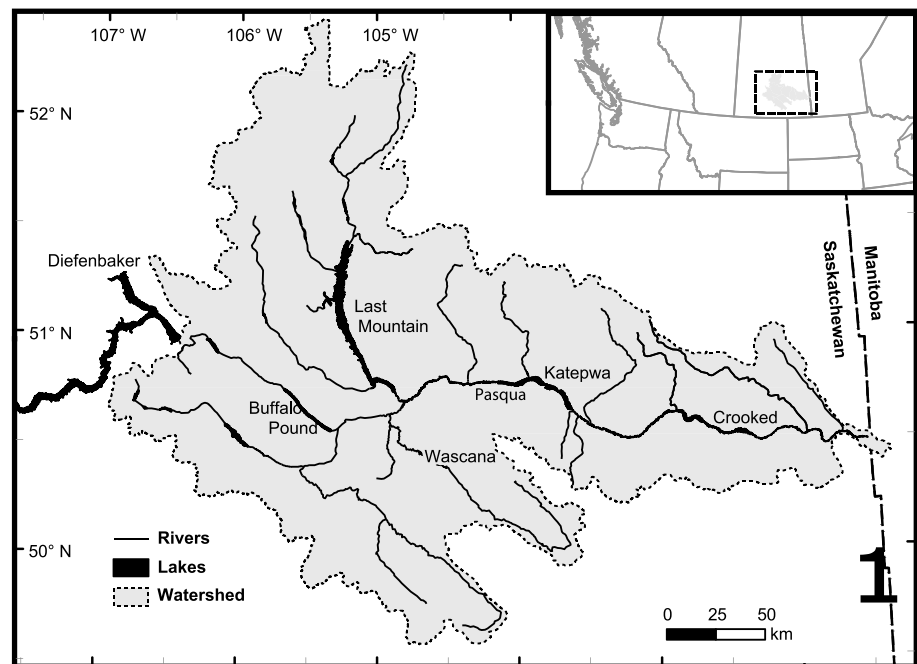 107° W 106° W 105° W
52° N
51° N
50° N
Diefenbaker
Last
Mountain
Buffalo
Pound
Wascana
Pasqua
Katepwa
Crooked
Manitoba
Saskatchewan
Rivers
Lakes
Watershed
0 25 50
km
1